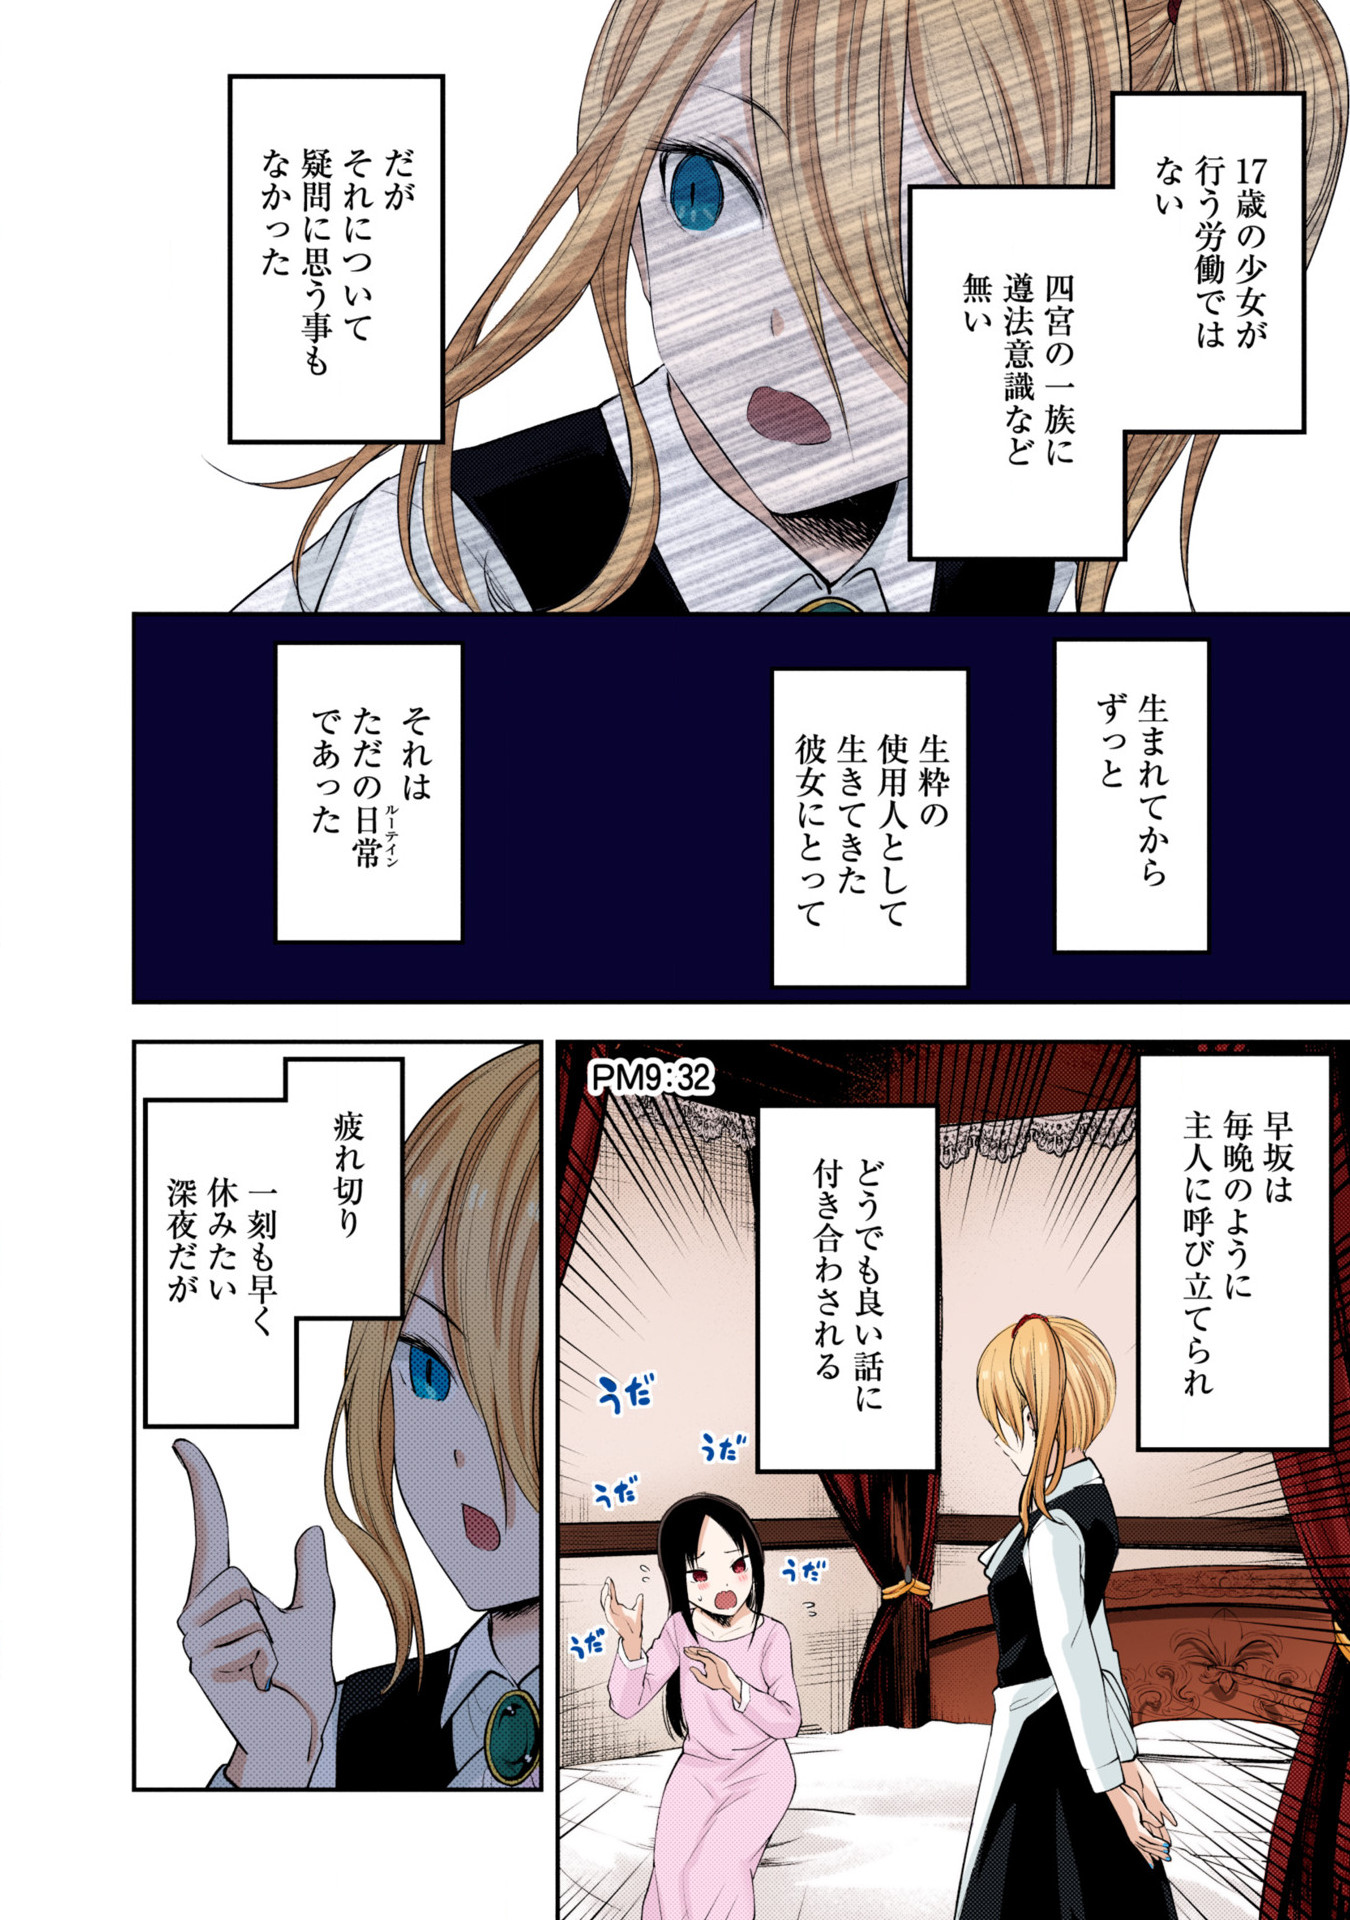 17歳の少女が
行う労働では
ない
四宮の一族に
遵法意識など
無い
だが
それについて
疑問に思う事も
なかった
生まれてから
ずっと
生粋の
使用人として
生きてきた
彼女にとって
それは
ただの日常
ルーテイン
であった
早坂は
毎晩のように
主人に呼び立てられ
どうでも良い話に
付き合わされる
PM9:32
うだ
うだ
うだ
うだ
うだ
疲れ切り
一刻も早く
休みたい
深夜だが